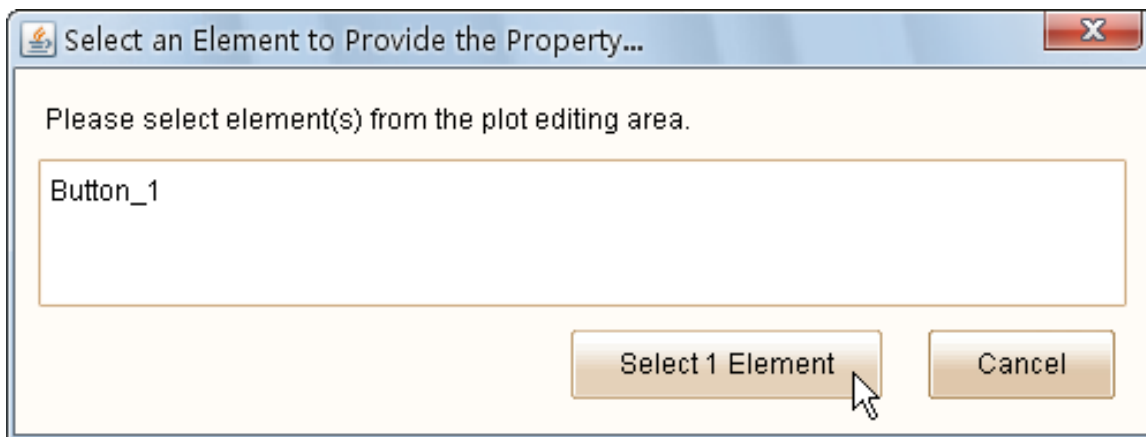 Select an Element to Provide the Property...
Please select element(s) from the plot editing area.
Button_1
Select 1 Element
Cancel